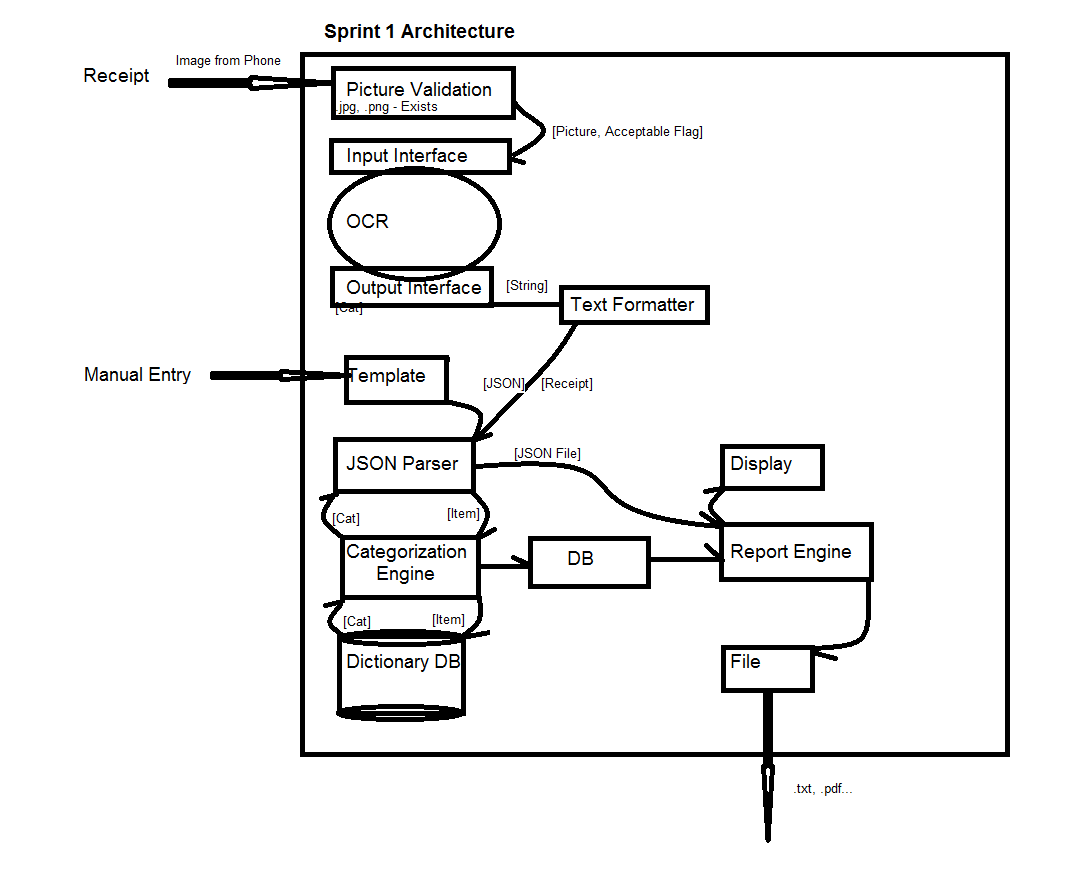 Sprint 1 Architecture
Image from Phone
Receipt
Picture Validation
.jpg, .png - Exists
[Picture, Acceptable Flag]
Input Interface
OCR
Output Interface
[String]
[Cat]
Text Formatter
Manual Entry
Template
[JSON]
[Receipt]
JSON Parser
[JSON File]
Display
[Cat]
[Item]
Categorization
Engine
DB
Report Engine
[Cat]
[Item]
Dictionary DB
File
.txt, .pdf...